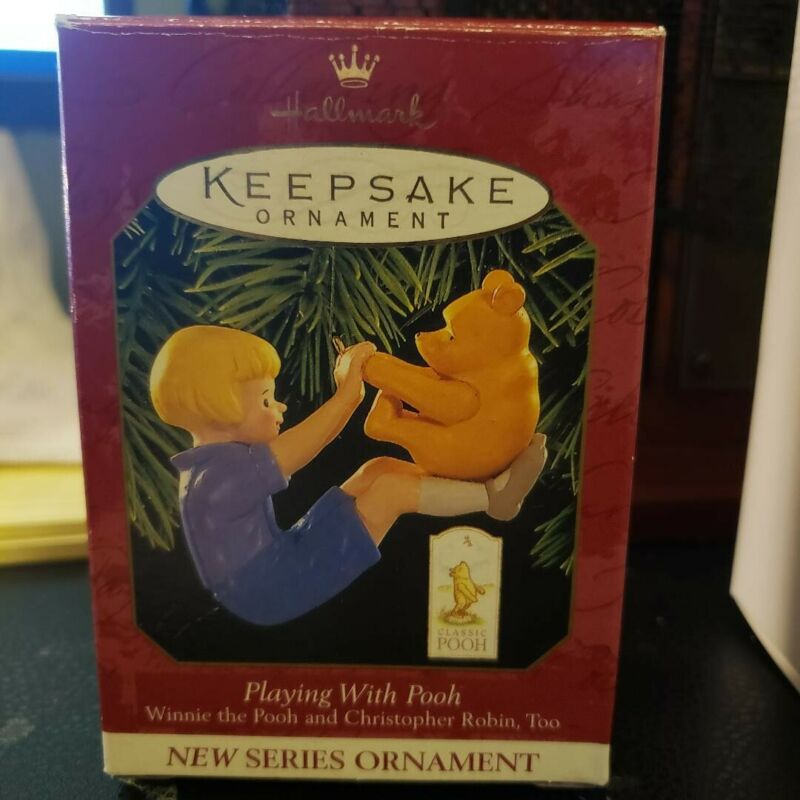 Hallmark
KEEPSAKE
ORNAMENT
CLASSIC
POOH
Playing With Pooh
Winnie the Pooh and Christopher Robin, Too
NEW SERIES ORNAMENT